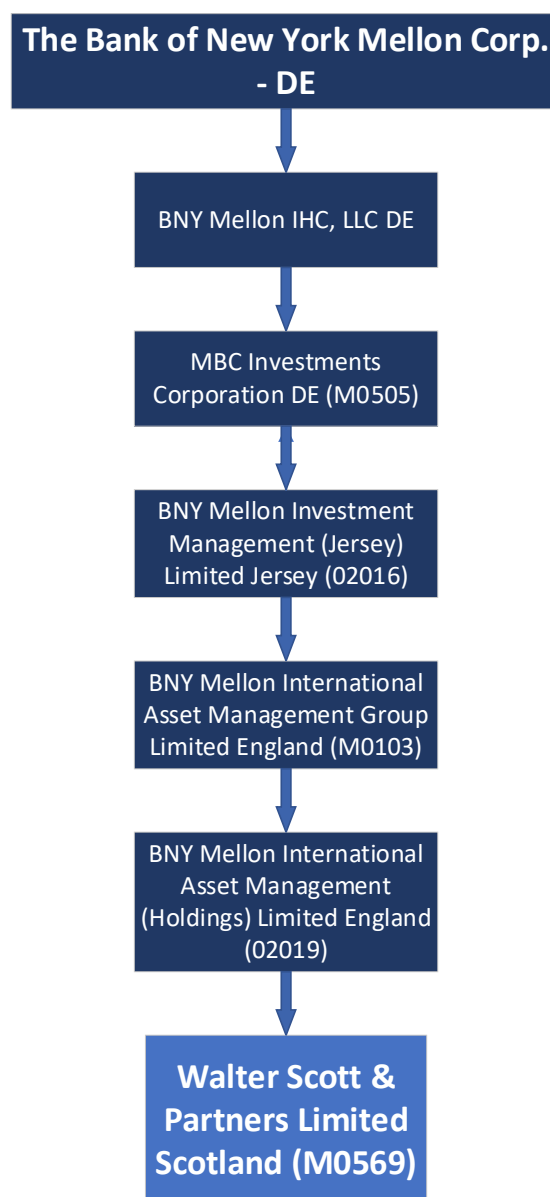 The Bank of New York Mellon Corp.
- DE
BNY Mellon IHC, LLC DE
MBC Investments
Corporation DE (M0505)
BNY Mellon Investment
Management (Jersey)
Limited Jersey (02016)
BNY Mellon International
Asset Management Group
Limited England (M0103)
BNY Mellon International
Asset Management
(Holdings) Limited England
(02019)
Walter Scott &
Partners Limited
Scotland (M0569)